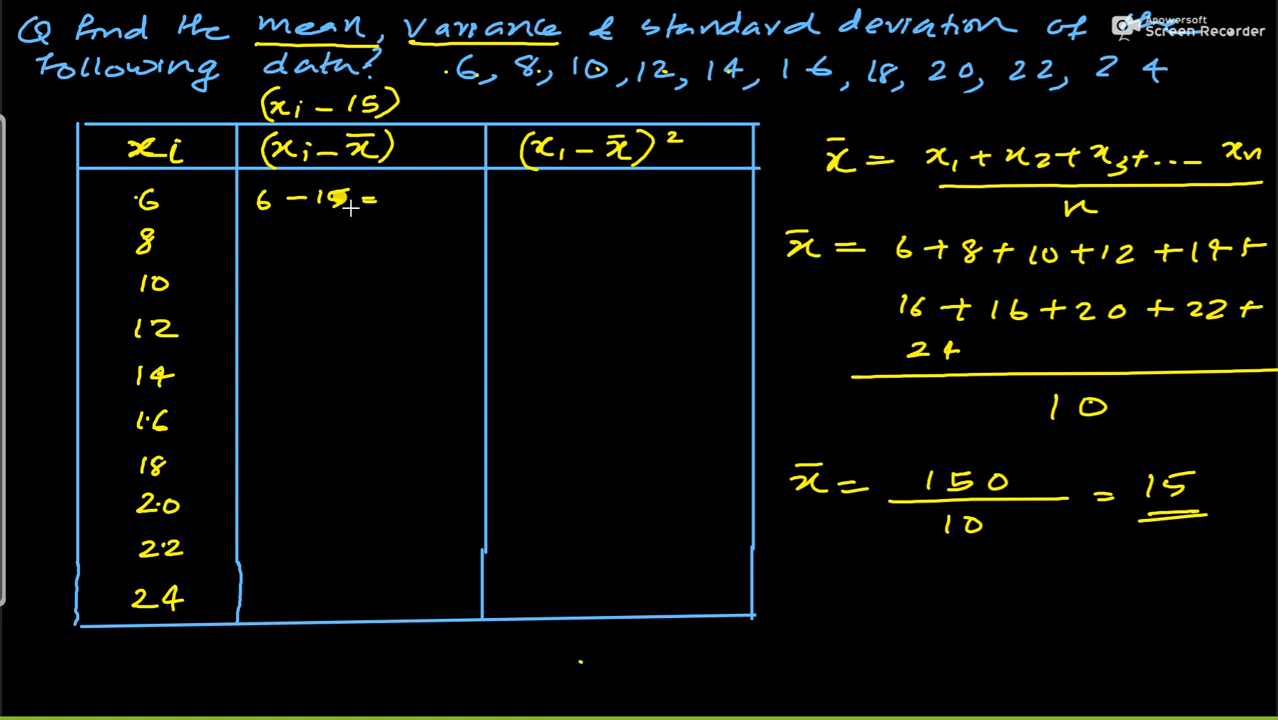 Q find the mean, variance & standard deviation of the
following data? 6, 8, 10, 12, 14, 16, 18, 20, 22, 24
Apowersoft
Screen Recorder
(xi - 15)
xi (xi - x̄) (x1 - x̄)²
6 6 - 15 =
8
10
12
14
16
18
20
22
24
x̄ = x1 + x2 + x3 + ... xn
n
x̄ = 6 + 8 + 10 + 12 + 14 +
16 + 16 + 20 + 22 +
24
10
x̄ = 150 / 10 = 15